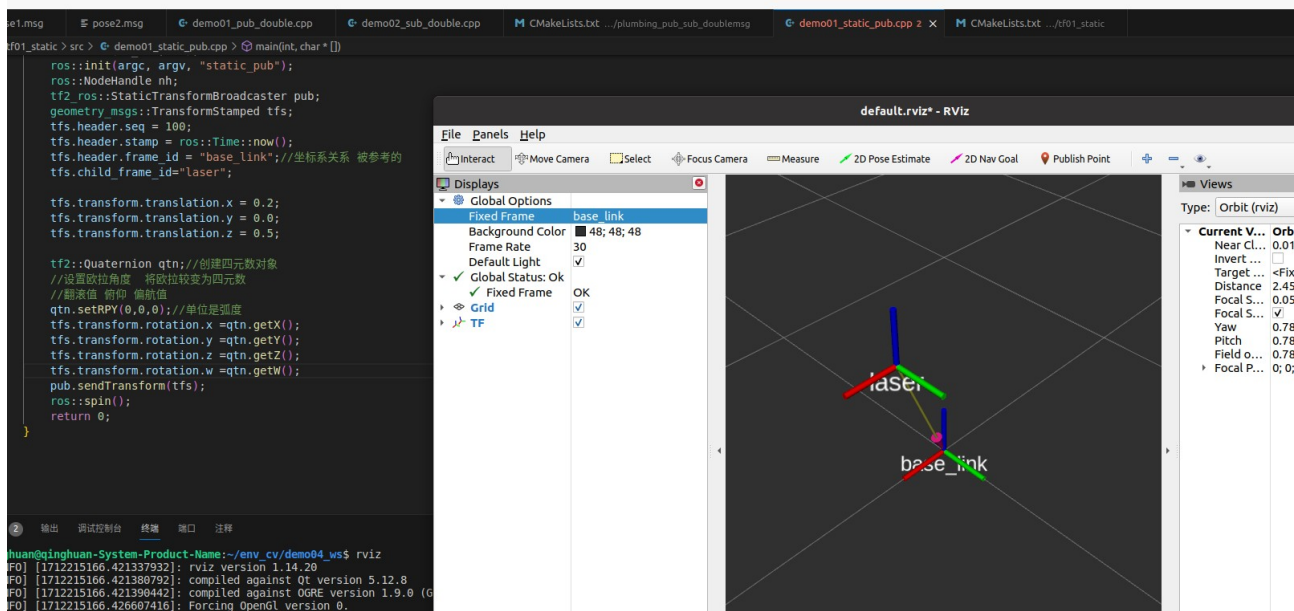 se1.msg pose2.msg demo01_pub_double.cpp demo02_sub_double.cpp CMakeLists.txt .../plumbing_pub_sub_doublemsg demo01_static_pub.cpp 2 CMakeLists.txt .../tf01_static
tf01_static > src > demo01_static_pub.cpp > main(int, char * [])
ros::init(argc, argv, "static_pub");
ros::NodeHandle nh;
tf2_ros::StaticTransformBroadcaster pub;
geometry_msgs::TransformStamped tfs;
tfs.header.seq = 100;
tfs.header.stamp = ros::Time::now();
tfs.header.frame_id = "base_link";//坐标系关系 被参考的
tfs.child_frame_id="laser";
tfs.transform.translation.x = 0.2;
tfs.transform.translation.y = 0.0;
tfs.transform.translation.z = 0.5;
tf2::Quaternion qtn;//创建四元数对象
//设置欧拉角度 将欧拉较变为四元数
//翻滚值 俯仰 偏航值
qtn.setRPY(0,0,0);//单位是弧度
tfs.transform.rotation.x =qtn.getX();
tfs.transform.rotation.y =qtn.getY();
tfs.transform.rotation.z =qtn.getZ();
tfs.transform.rotation.w =qtn.getW();
pub.sendTransform(tfs);
ros::spin();
return 0;
}
2 输出 调试控制台 终端 端口 注释
huan@qinghuan-System-Product-Name:~/env_cv/demo04_ws$ rviz
FO] [1712215166.421337932]: rviz version 1.14.20
FO] [1712215166.421380792]: compiled against Qt version 5.12.8
FO] [1712215166.421390442]: compiled against OGRE version 1.9.0 (G
FO] [1712215166.426607416]: Forcing OpenGl version 0.
default.rviz* - RViz
File Panels Help
Interact Move Camera Select Focus Camera Measure 2D Pose Estimate 2D Nav Goal Publish Point
Displays
Global Options
Fixed Frame base_link
Background Color 48; 48; 48
Frame Rate 30
Default Light
Global Status: Ok
Fixed Frame OK
Grid
TF
laser
base_link
Views
Type: Orbit (rviz)
Current V... Orb
Near Cl... 0.01
Invert ...
Target ... <Fix
Distance 2.45
Focal S... 0.05
Focal S...
Yaw 0.78
Pitch 0.78
Field o... 0.78
Focal P... 0; 0;